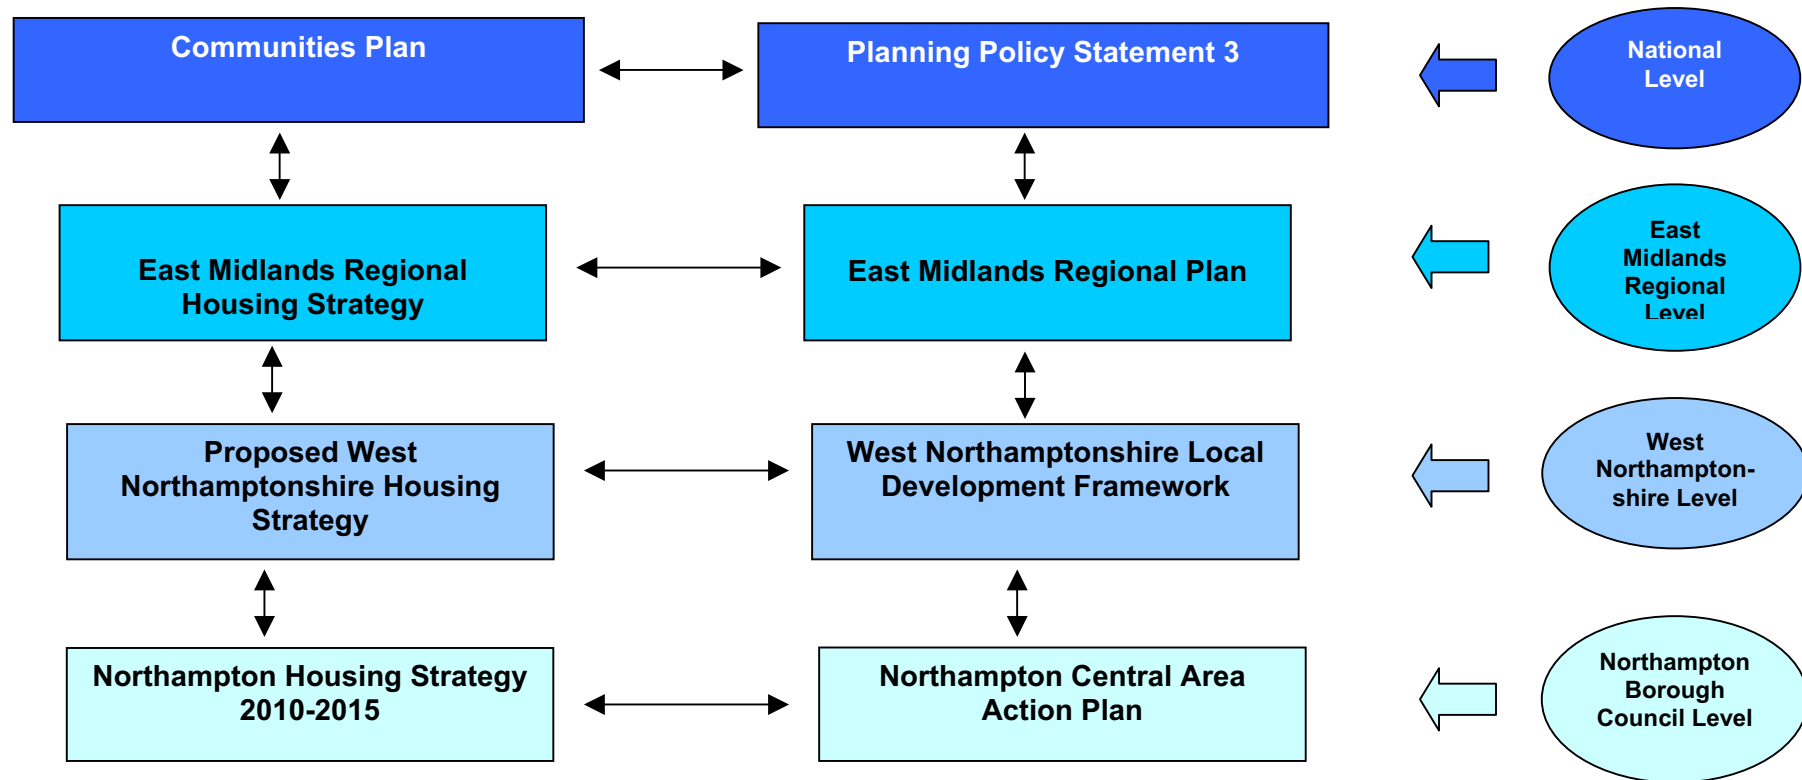 Communities Plan
Planning Policy Statement 3
National
Level
East Midlands Regional
Housing Strategy
East Midlands Regional Plan
East
Midlands
Regional
Level
Proposed West
Northamptonshire Housing
Strategy
West Northamptonshire Local
Development Framework
West
Northampton-
shire Level
Northampton Housing Strategy
2010-2015
Northampton Central Area
Action Plan
Northampton
Borough
Council Level